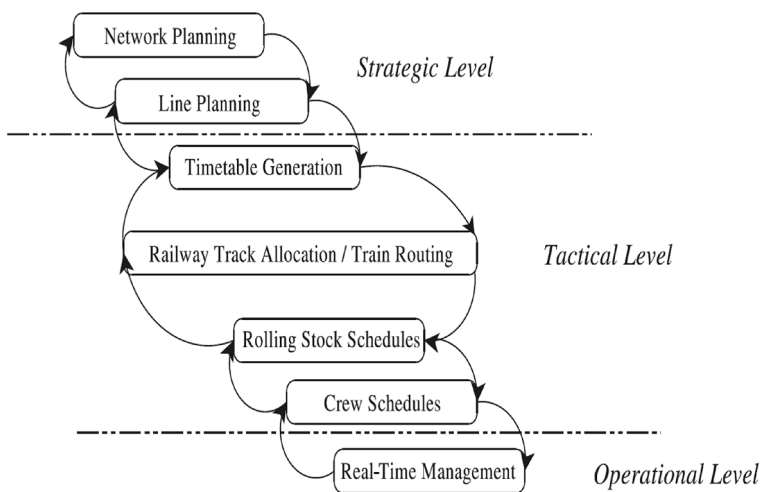 Network Planning
Strategic Level
Line Planning
Timetable Generation
Railway Track Allocation / Train Routing
Tactical Level
Rolling Stock Schedules
Crew Schedules
Real-Time Management
Operational Level